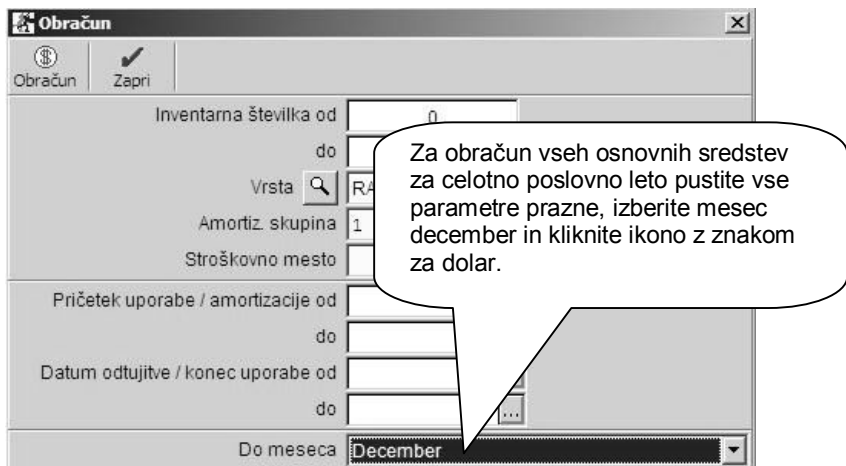 Obračun
Obračun Zapri
Inventarna številka od 0
do
Vrsta
Amortiz. skupina 1
Stroškovno mesto
Za obračun vseh osnovnih sredstev
za celotno poslovno leto pustite vse
parametre prazne, izberite mesec
december in kliknite ikono z znakom
za dolar.
Pričetek uporabe / amortizacije od
do
Datum odtujitve / konec uporabe od
do ...
Do meseca December